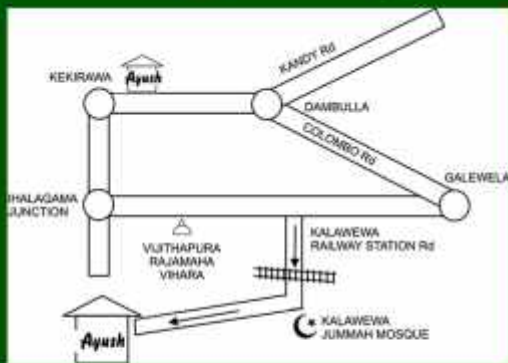 KANDY Rd
KEKIRAWA
Ayush
DAMBULLA
COLOMBO Rd
GALEWELA
IHALAGAMA
JUNCTION
VIJITHAPURA
RAJAMAHA
VIHARA
KALAWEWA
RAILWAY STATION Rd
KALAWEWA
JUMMAH MOSQUE
Ayush